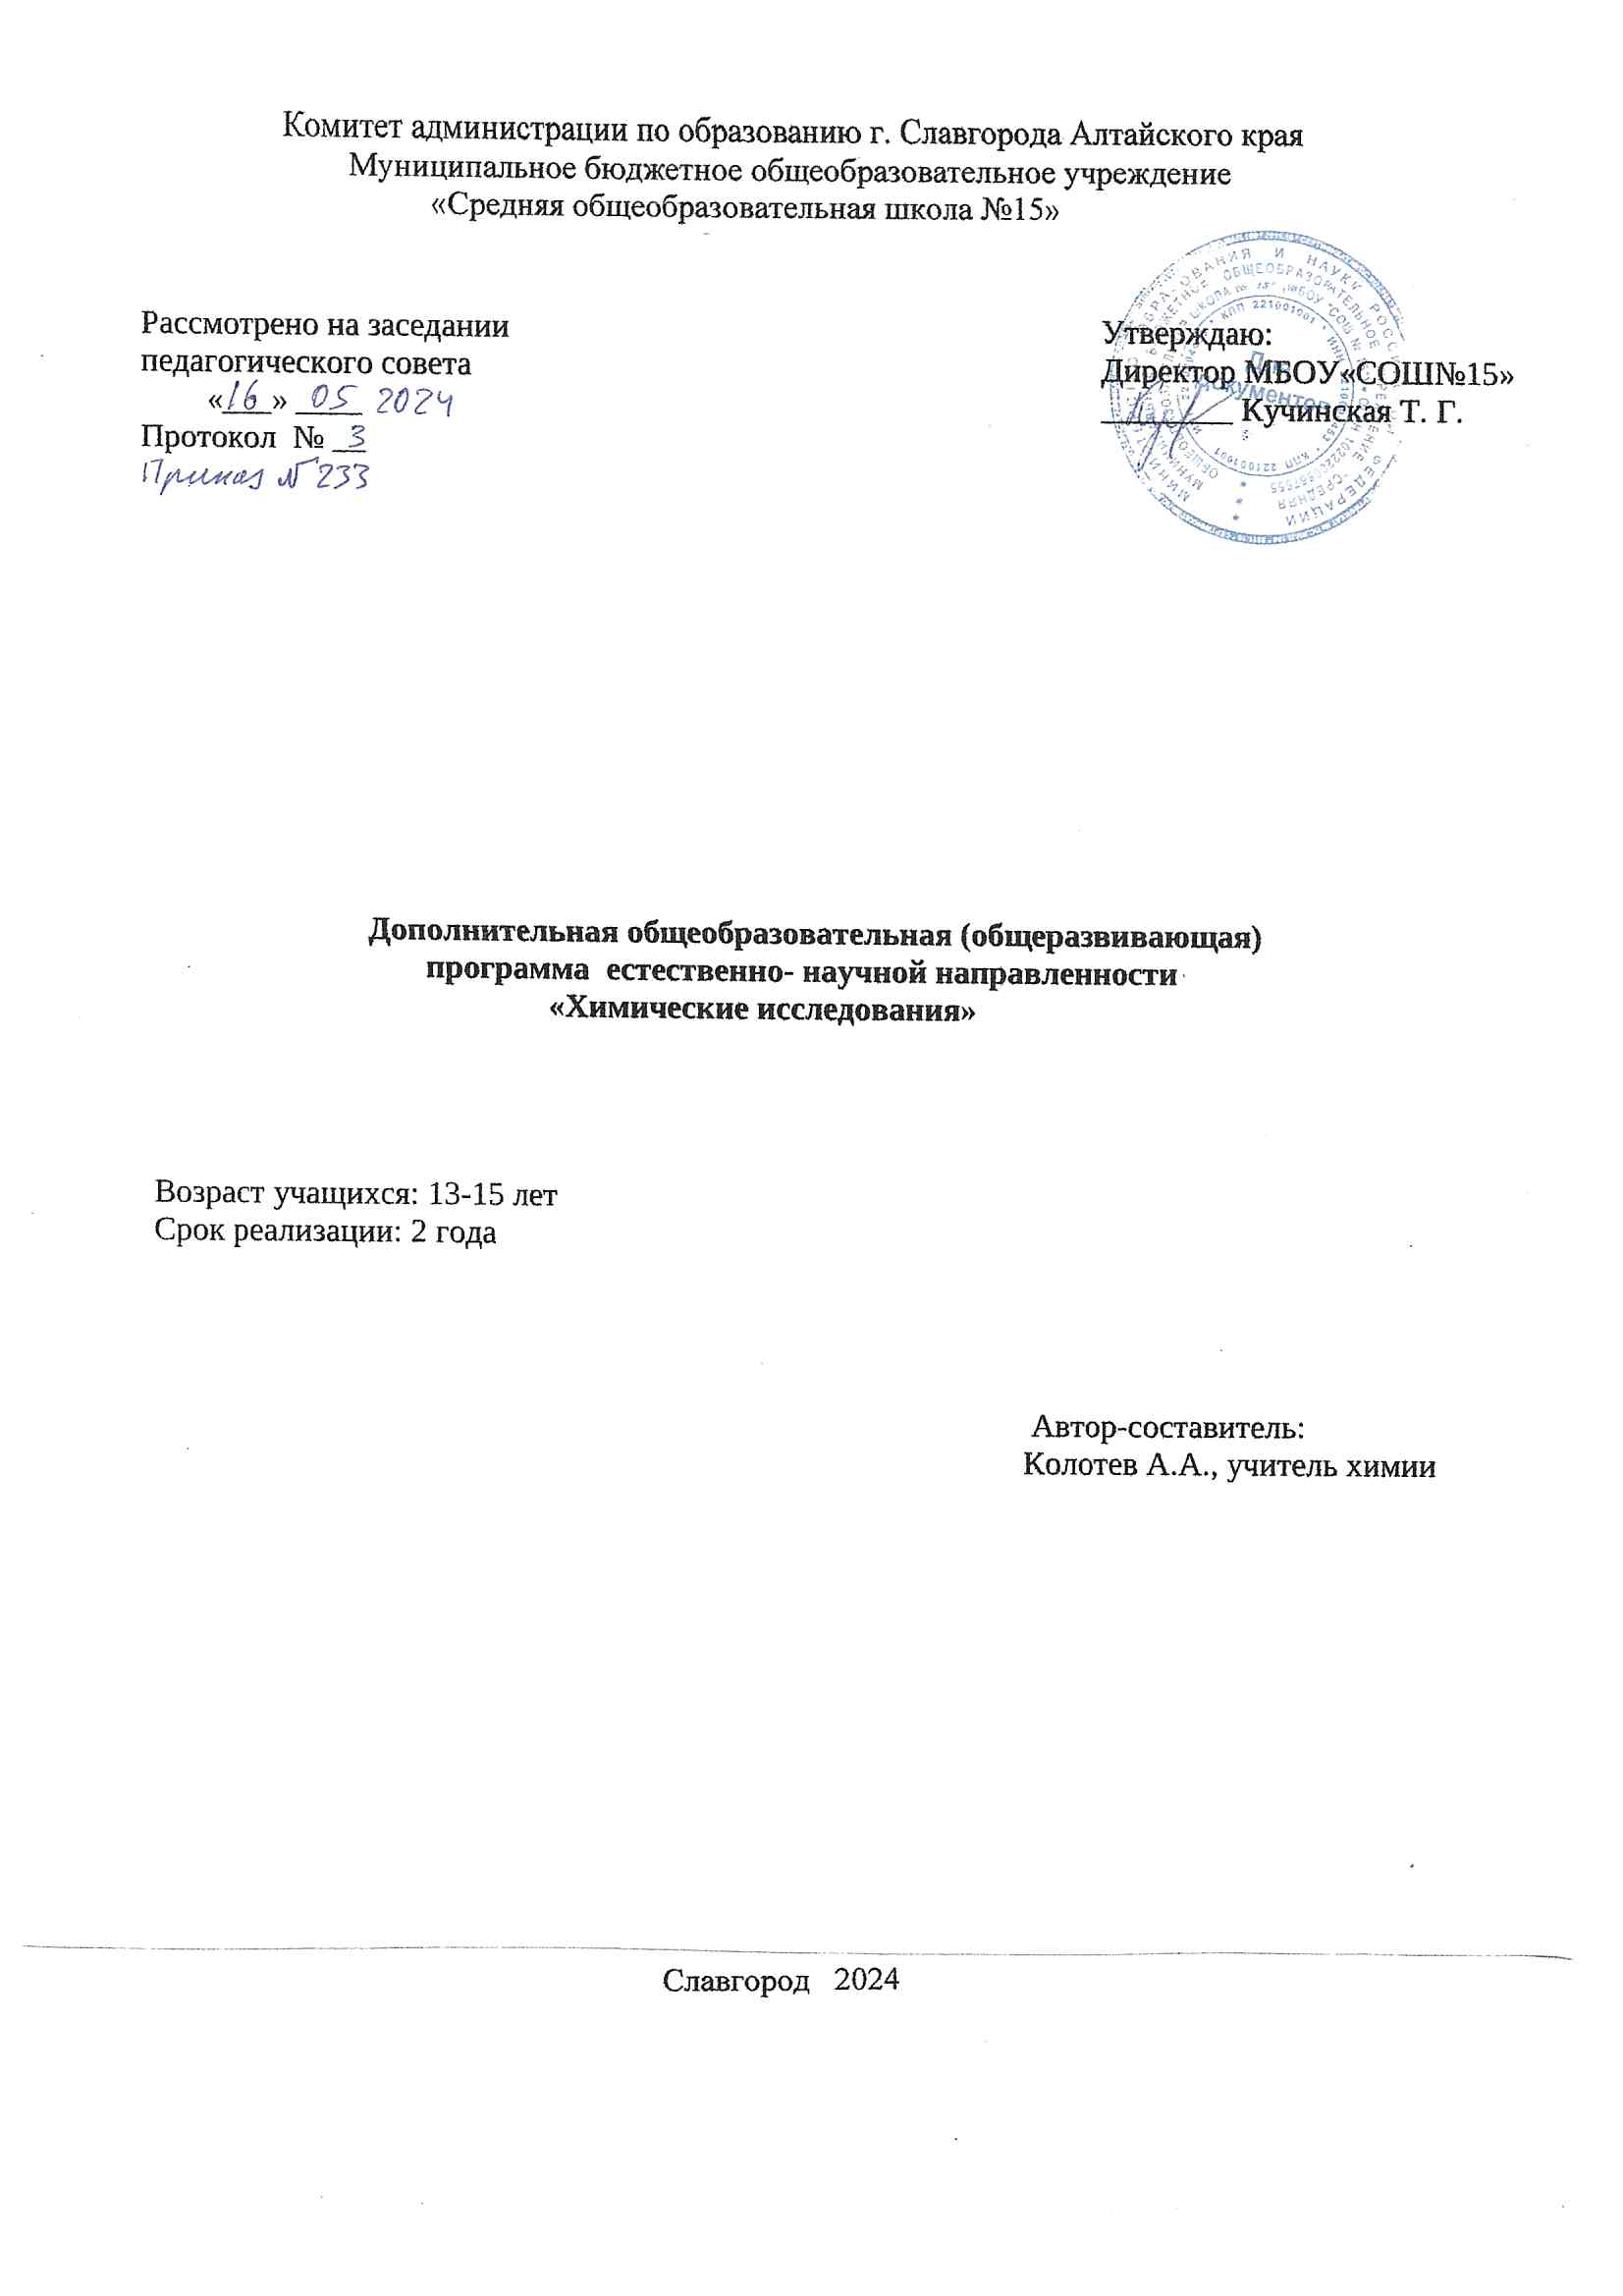 Комитет администрации по образованию г. Славгорода Алтайского края
Муниципальное бюджетное общеобразовательное учреждение
«Средняя общеобразовательная школа №15»
Рассмотрено на заседании
педагогического совета
«16» 05 2024
Протокол № 3
Приказ №233
Утверждаю:
Директор МБОУ«СОШ№15»
Кучинская Т. Г.
Для
документов
Дополнительная общеобразовательная (общеразвивающая)
программа естественно- научной направленности
«Химические исследования»
Возраст учащихся: 13-15 лет
Срок реализации: 2 года
Автор-составитель:
Колотев А.А., учитель химии
Славгород 2024